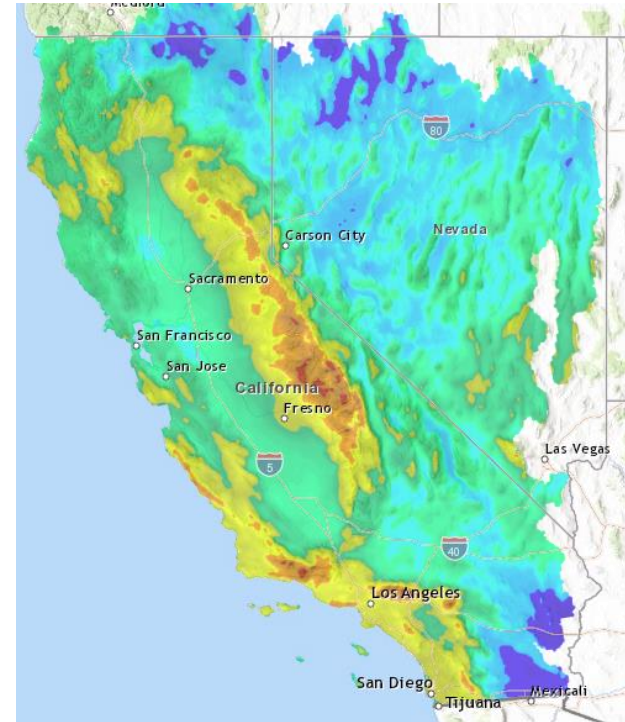 Medford
80
Nevada
Carson City
Sacramento
San Francisco
San Jose
California
Fresno
5
Las Vegas
40
Los Angeles
San Diego
Mexicali
Tijuana